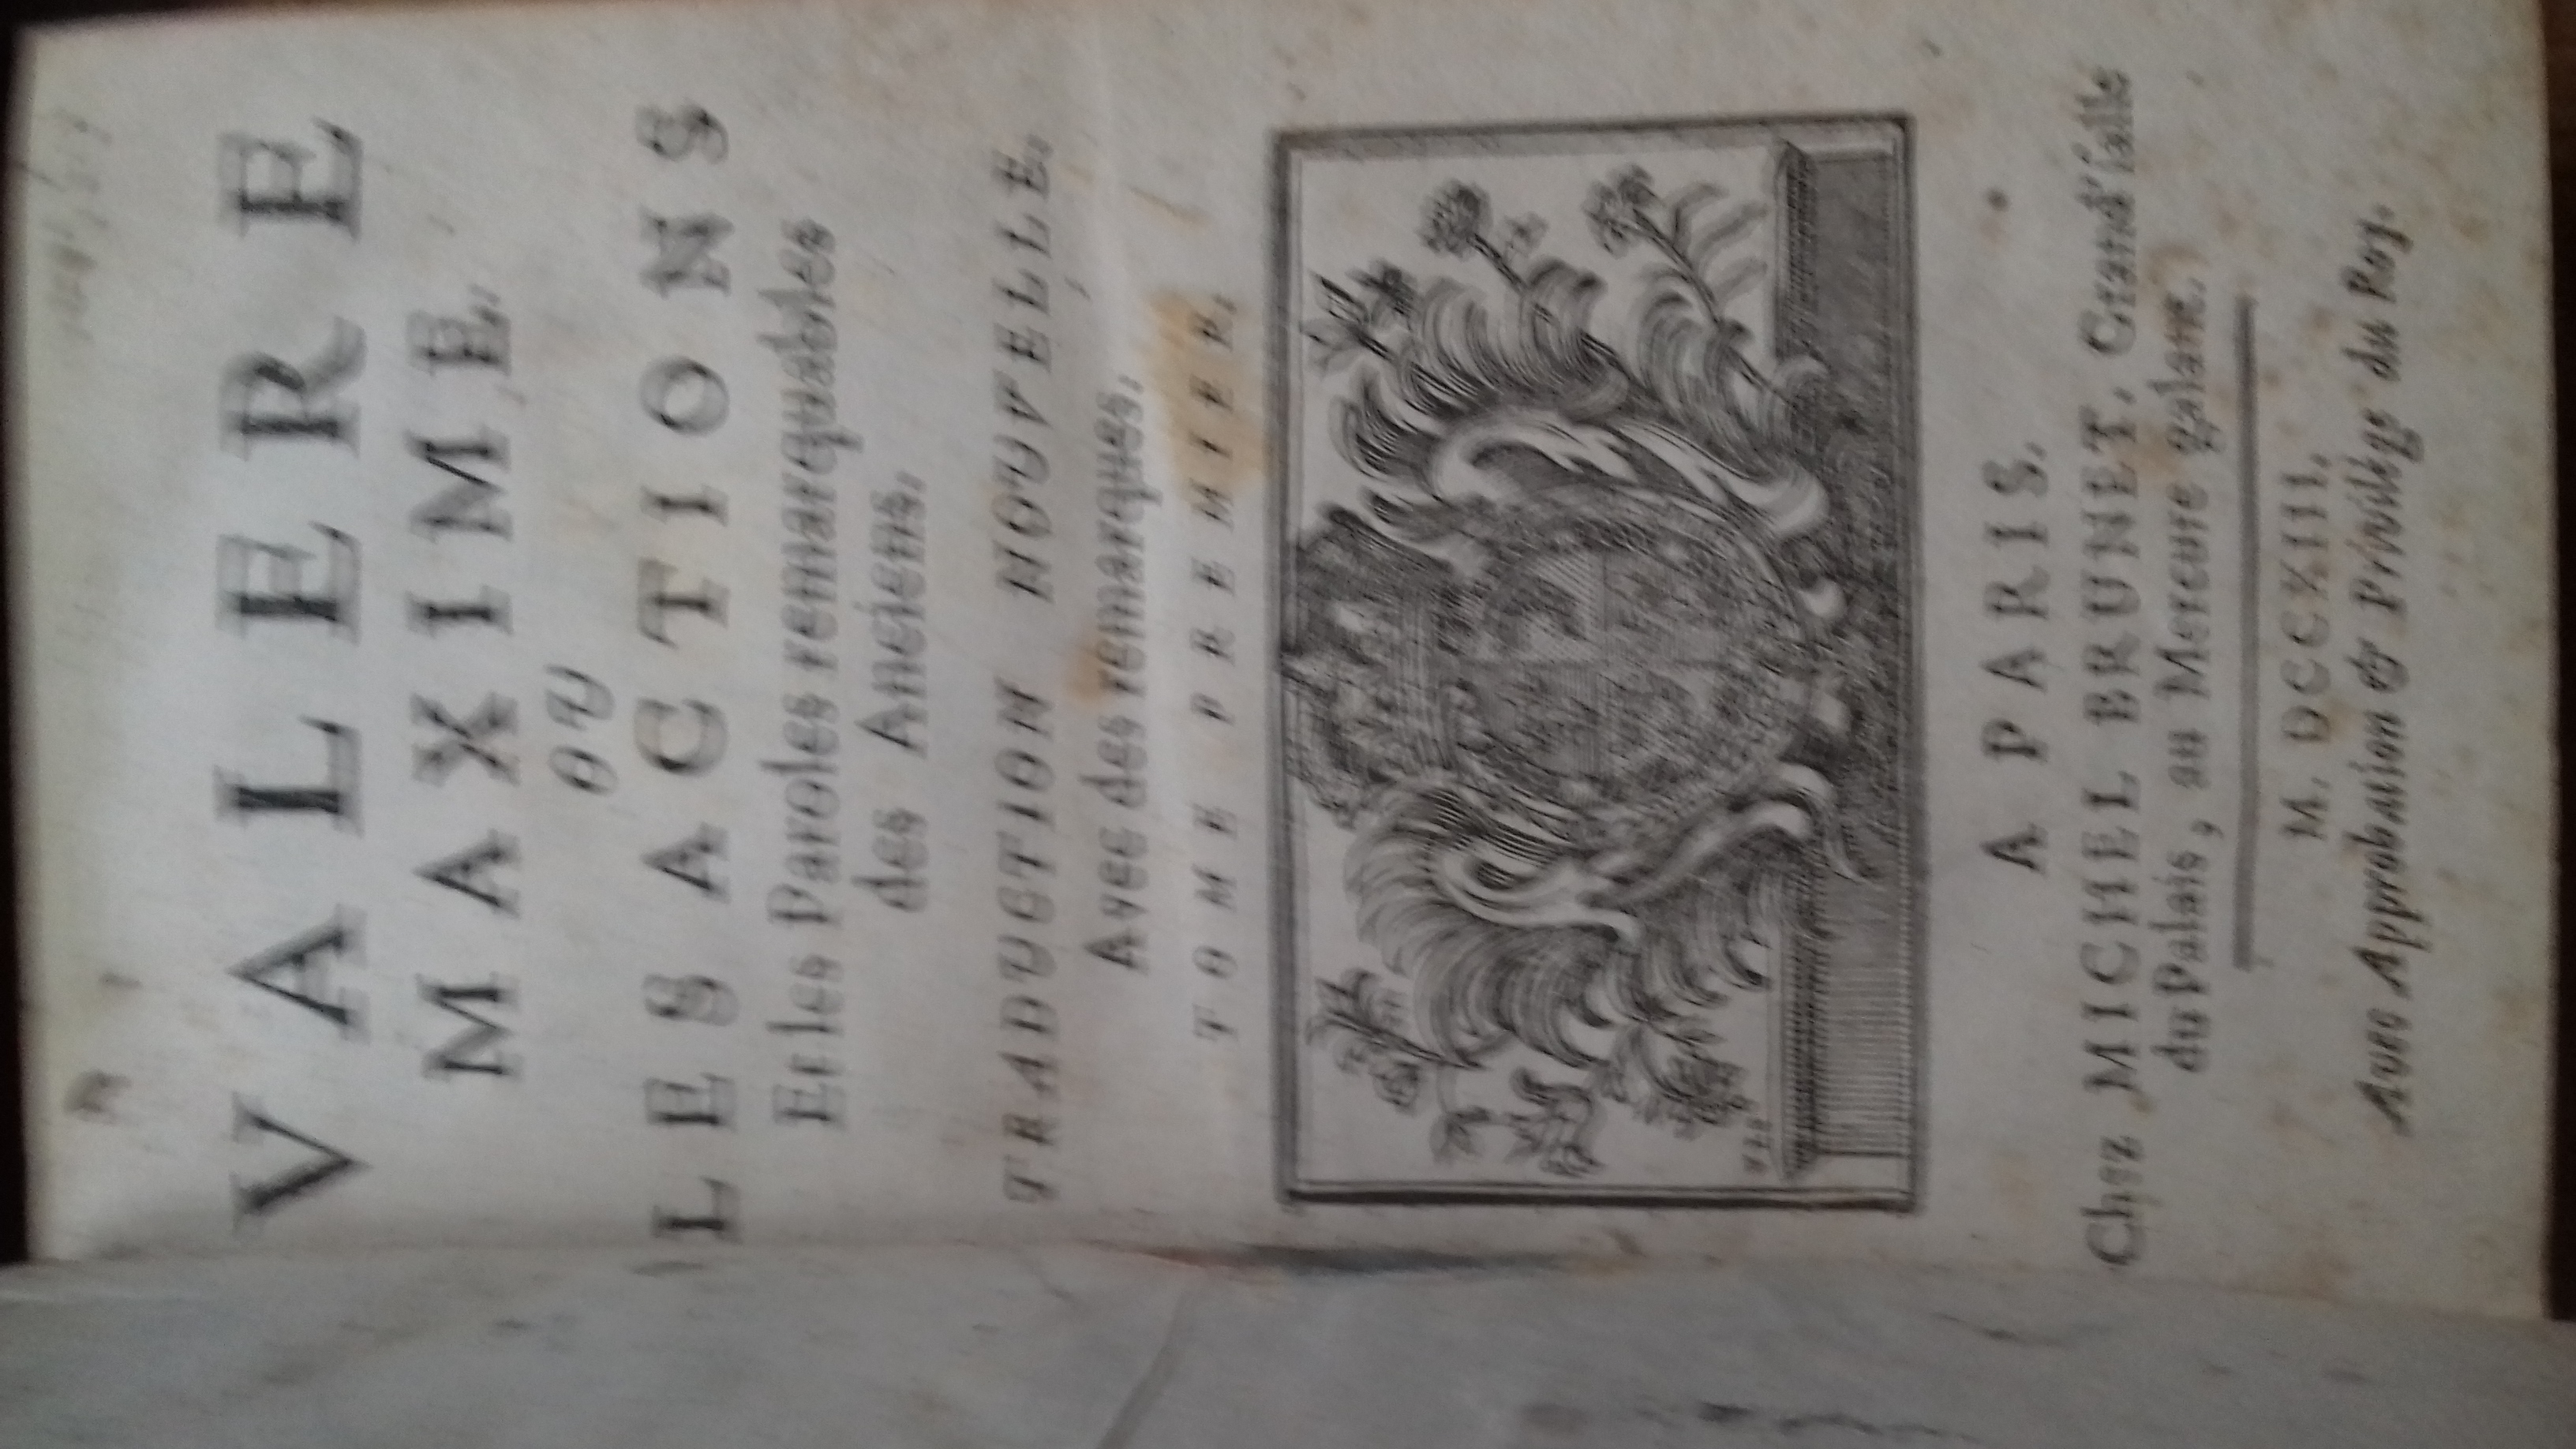 VALERE
MAXIME,
OU
LES ACTIONS
Et les Paroles remarquables
des Anciens,
TRADUCTION NOUVELLE,
Avec des remarques,
TOME PREMIER,
A PARIS,
Chez MICHEL BRUNET, Grand'salle
du Palais, au Mercure galant,
M. DCCXIII,
Avec Approbation & Privilege du Roy.